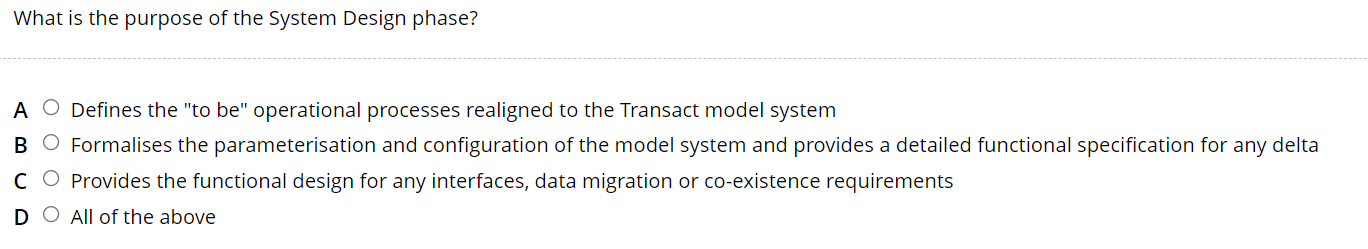 What is the purpose of the System Design phase?
A Defines the "to be" operational processes realigned to the Transact model system
B Formalises the parameterisation and configuration of the model system and provides a detailed functional specification for any delta
C Provides the functional design for any interfaces, data migration or co-existence requirements
D All of the above